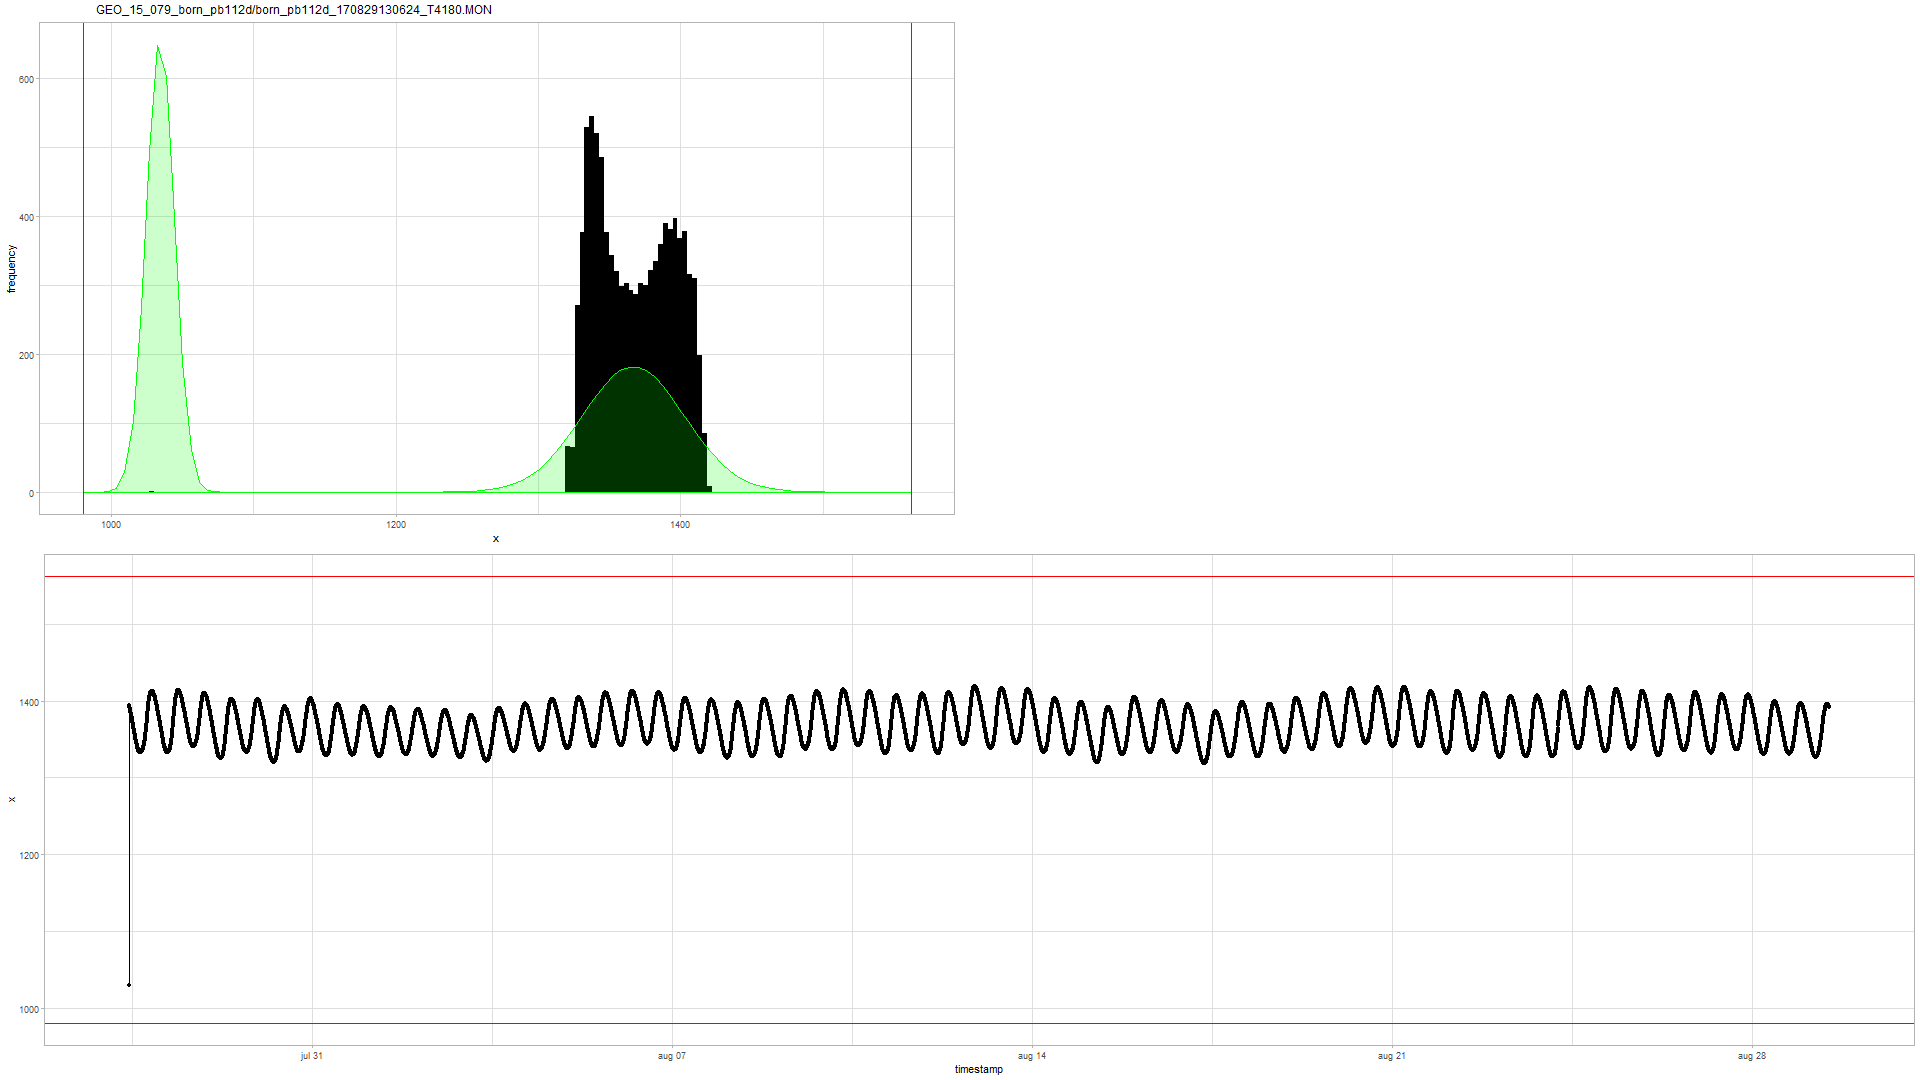 GEO_15_079_born_pb112d/born_pb112d_170829130624_T4180.MON
600
400
200
0
frequency
1000 1200 1400
x
1400
1200
1000
x
jul 31 aug 07 aug 14 aug 21 aug 28
timestamp